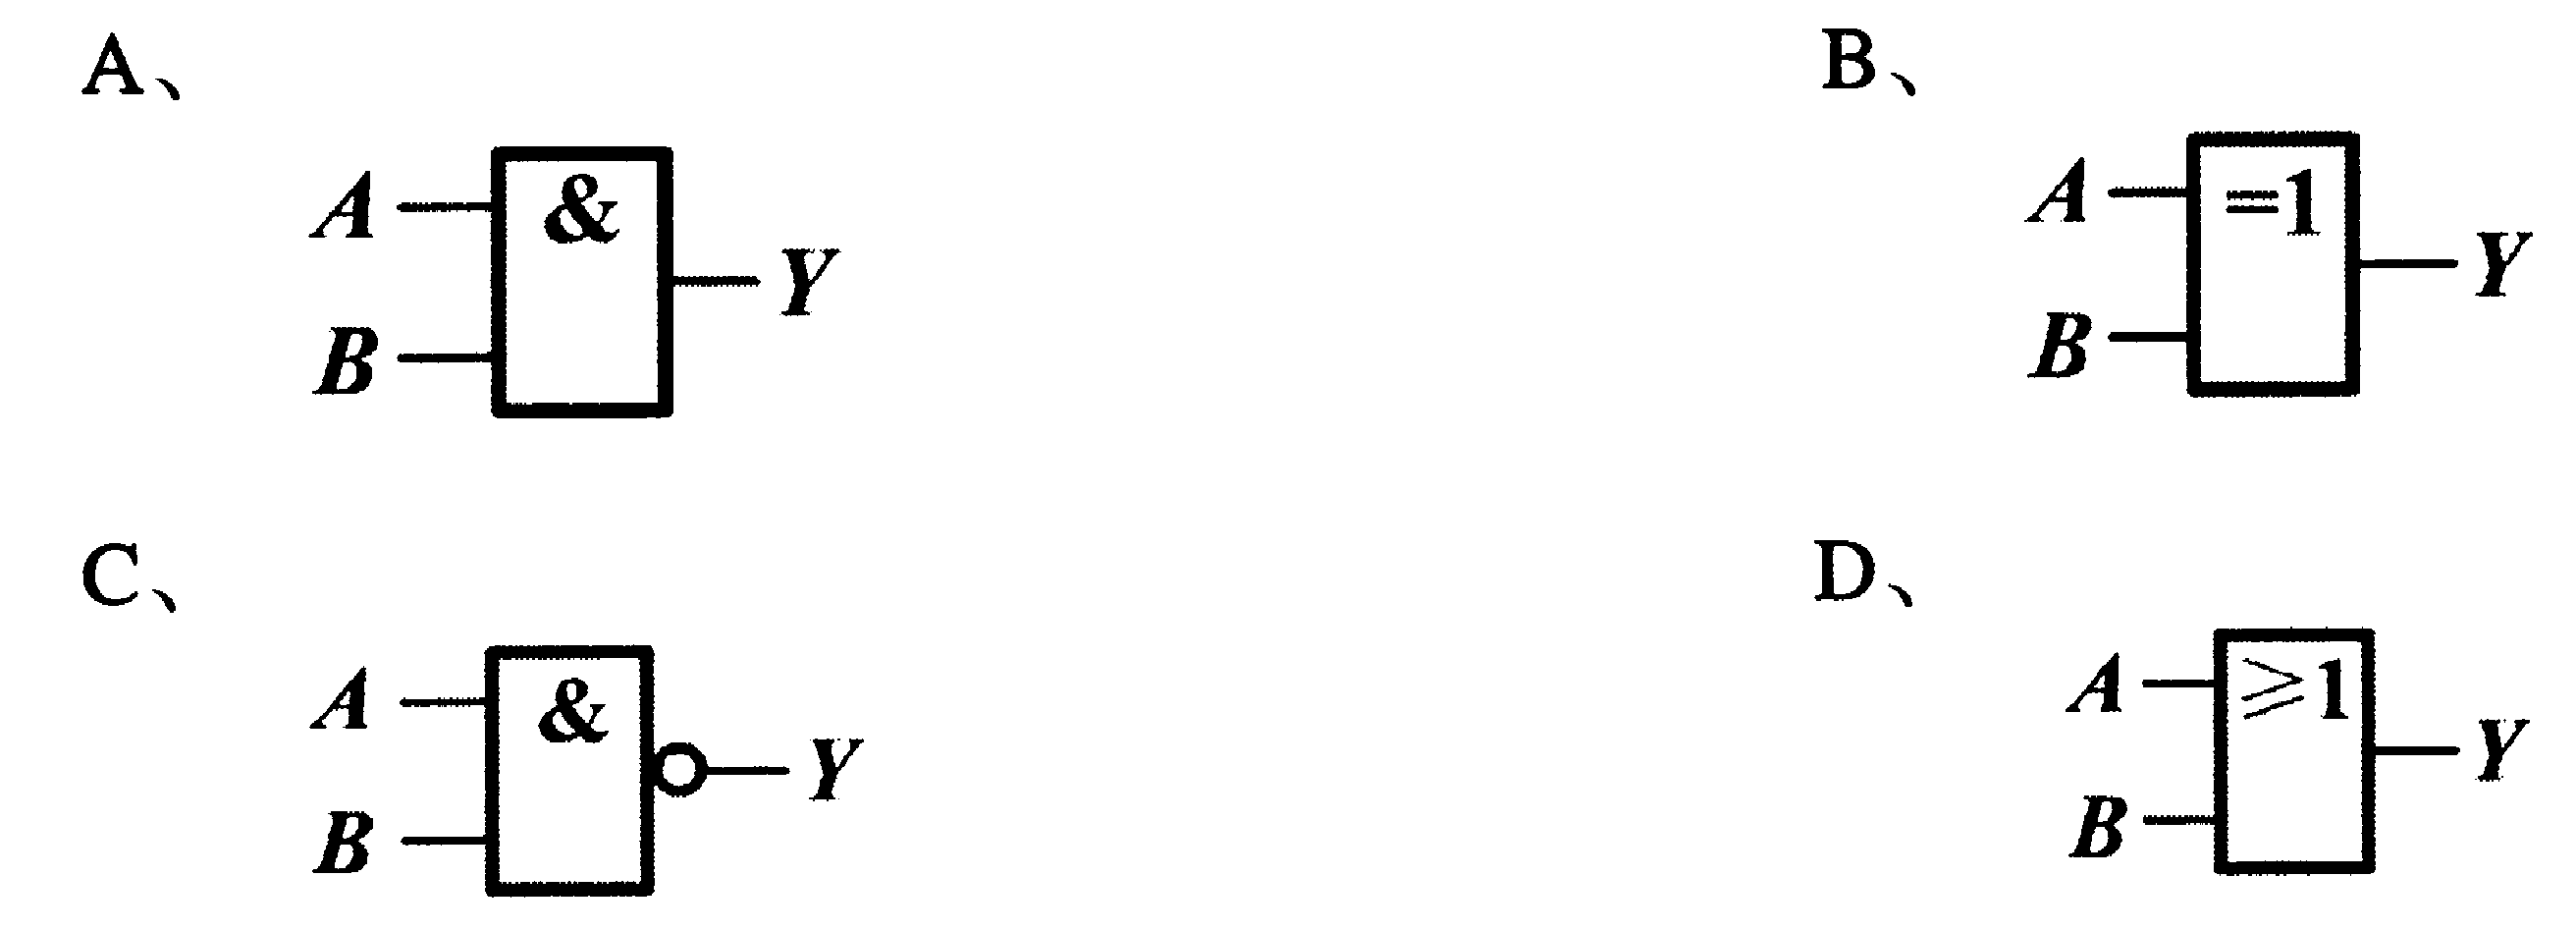 A、 B、
A & Y
B
A =1 Y
B
C、 D、
A & Y
B
A ≥1 Y
B